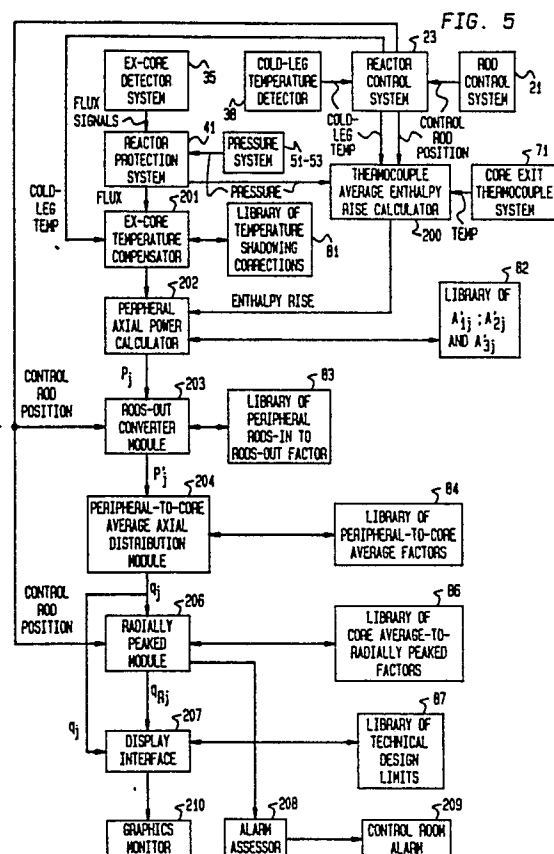 FIG. 5
EX-CORE
DETECTOR
SYSTEM
35
COLD-LEG
TEMPERATURE
DETECTOR
38
23
REACTOR
CONTROL
SYSTEM
ROD
CONTROL
SYSTEM
21
FLUX
SIGNALS
41
REACTOR
PROTECTION
SYSTEM
PRESSURE
SYSTEM
51-53
PRESSURE
COLD-
LEG
TEMP
CONTROL
ROD
POSITION
THERMOCOUPLE
AVERAGE ENTHALPY
RISE CALCULATOR
200
71
CORE EXIT
THERMOCOUPLE
SYSTEM
TEMP
COLD-
LEG
TEMP
FLUX
201
EX-CORE
TEMPERATURE
COMPENSATOR
LIBRARY OF
TEMPERATURE
SHADOWING
CORRECTIONS
81
202
PERPHERAL
AXIAL POWER
CALCULATOR
ENTHALPY RISE
82
LIBRARY OF
A'1j ; A'2j
AND A'3j
Pj
CONTROL
ROD
POSITION
203
RODS-OUT
CONVERTER
MODULE
83
LIBRARY OF
PERIPHERAL
RODS-IN TO
RODS-OUT FACTOR
P'j
204
PERIPHERAL-TO-CORE
AVERAGE AXIAL
DISTRIBUTION
MODULE
84
LIBRARY OF
PERIPHERAL-TO-CORE
AVERAGE FACTORS
qj
CONTROL
ROD
POSITION
206
RADIALLY
PEAKED
MODULE
86
LIBRARY OF
CORE AVERAGE-TO-
RADIALLY PEAKED
FACTORS
qRj
qj
207
DISPLAY
INTERFACE
87
LIBRARY OF
TECHNICAL
DESIGN
LIMITS
210
GRAPHICS
MONITOR
208
ALARM
ASSESSOR
209
CONTROL ROOM
ALARM